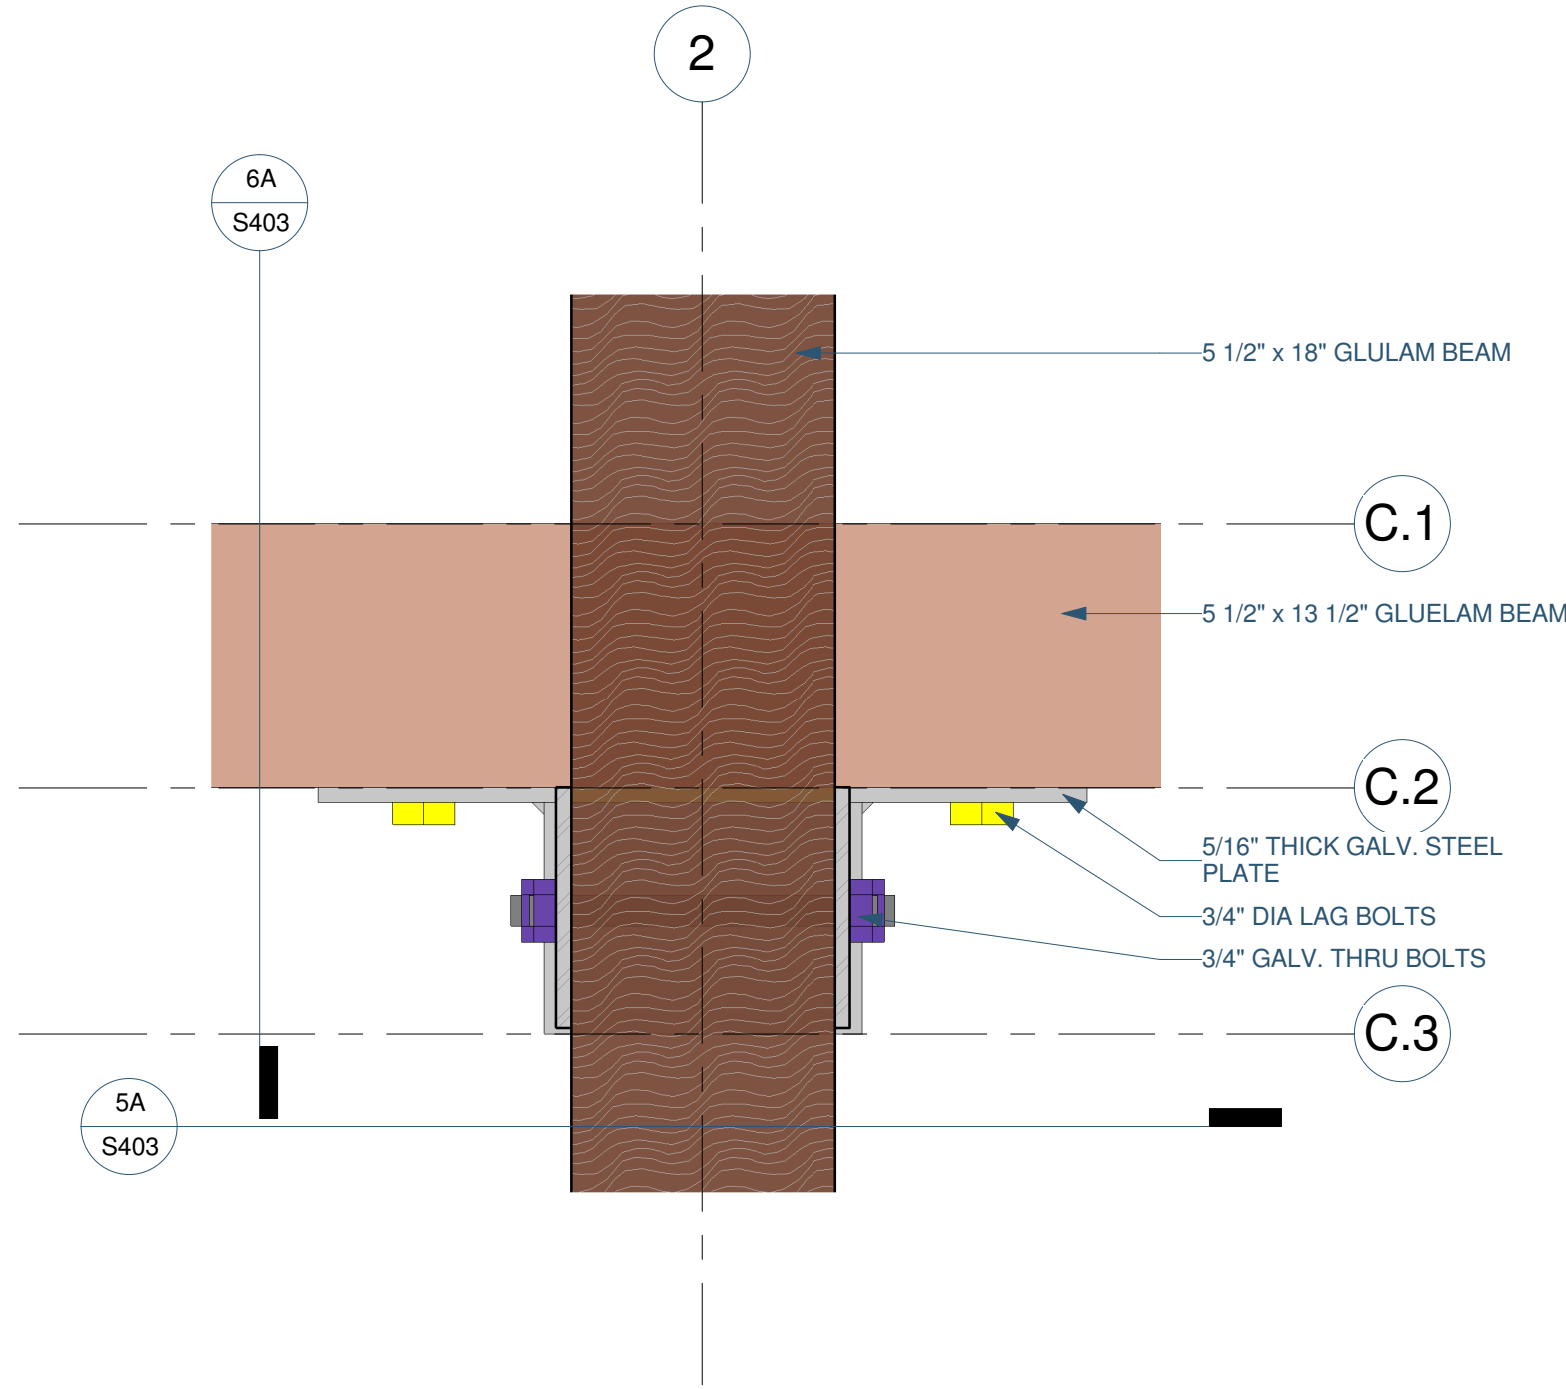 2
6A
S403
5 1/2" x 18" GLULAM BEAM
C.1
5 1/2" x 13 1/2" GLUELAM BEAM
C.2
5/16" THICK GALV. STEEL
PLATE
3/4" DIA LAG BOLTS
3/4" GALV. THRU BOLTS
C.3
5A
S403